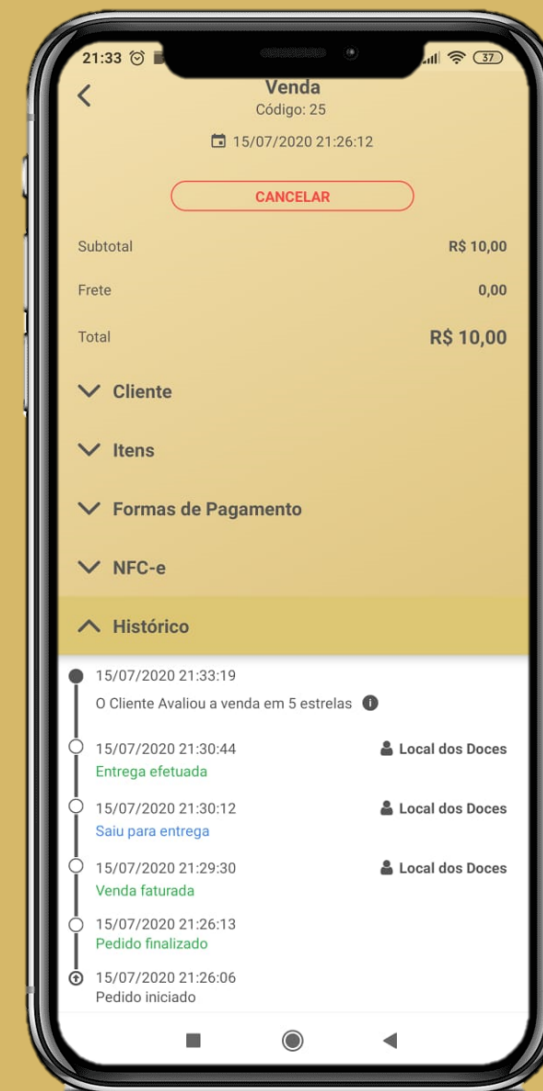 21:33
37
Venda
Código: 25
15/07/2020 21:26:12
CANCELAR
Subtotal R$ 10,00
Frete 0,00
Total R$ 10,00
Cliente
Itens
Formas de Pagamento
NFC-e
Histórico
15/07/2020 21:33:19
O Cliente Avaliou a venda em 5 estrelas
15/07/2020 21:30:44 Local dos Doces
Entrega efetuada
15/07/2020 21:30:12 Local dos Doces
Saiu para entrega
15/07/2020 21:29:30 Local dos Doces
Venda faturada
15/07/2020 21:26:13
Pedido finalizado
15/07/2020 21:26:06
Pedido iniciado